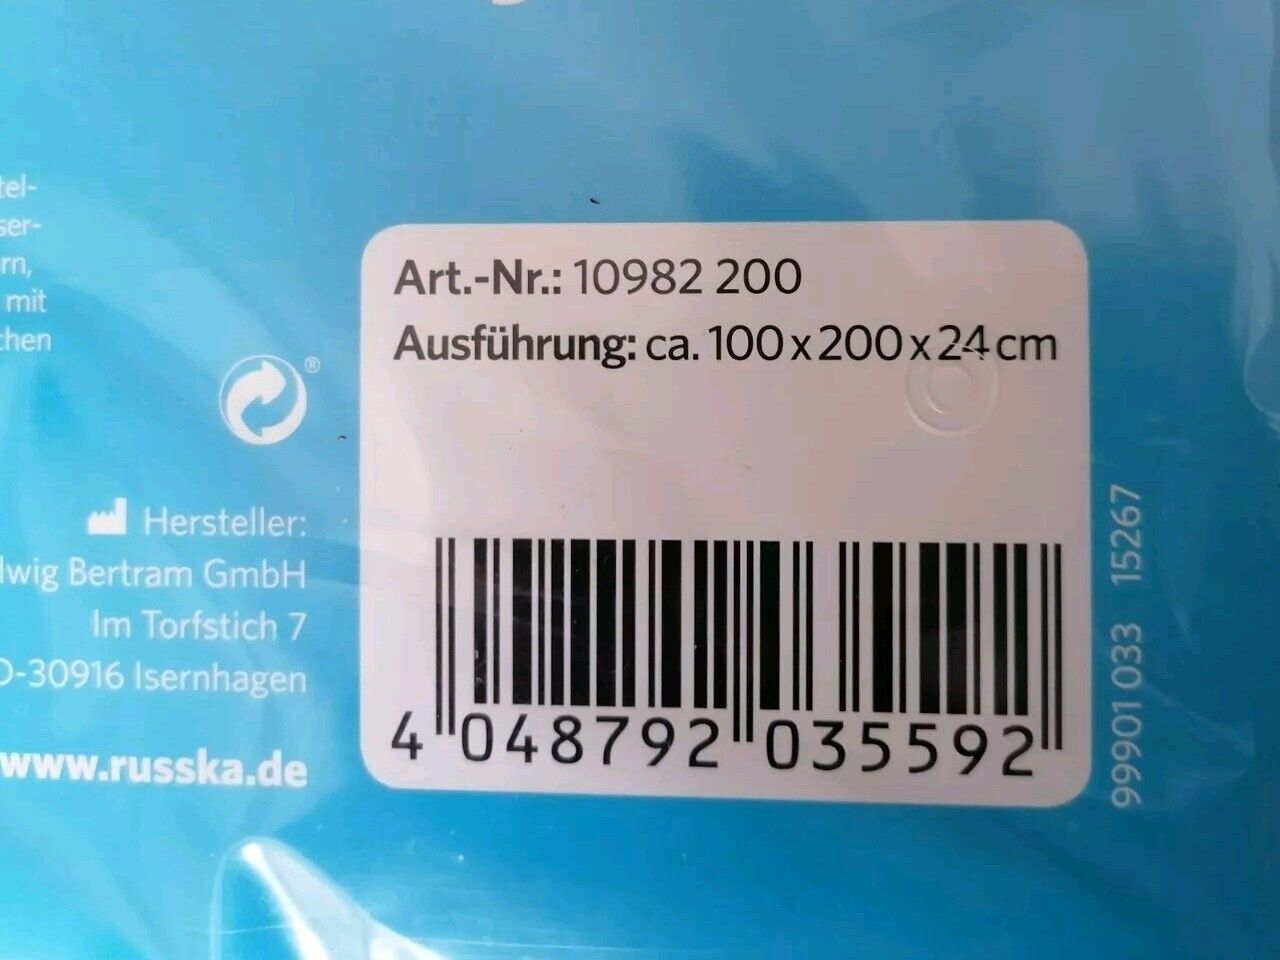 tel-
ser-
rn,
mit
chen
®
Art.-Nr.: 10982 200
Ausführung: ca. 100 x 200 x 24 cm
Hersteller:
lwig Bertram GmbH
Im Torfstich 7
D-30916 Isernhagen
www.russka.de
4 048792 035592
99901 033 15267